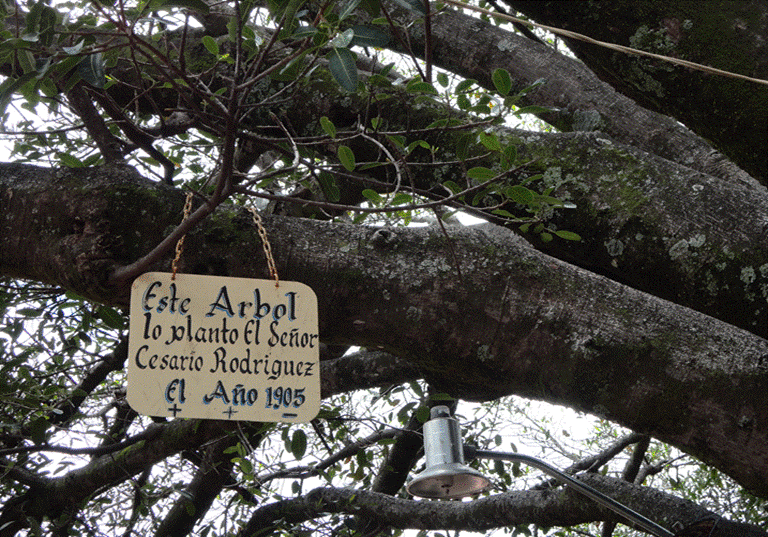 Este Arbol
lo planto El Señor
Cesario Rodriguez
El Año 1905